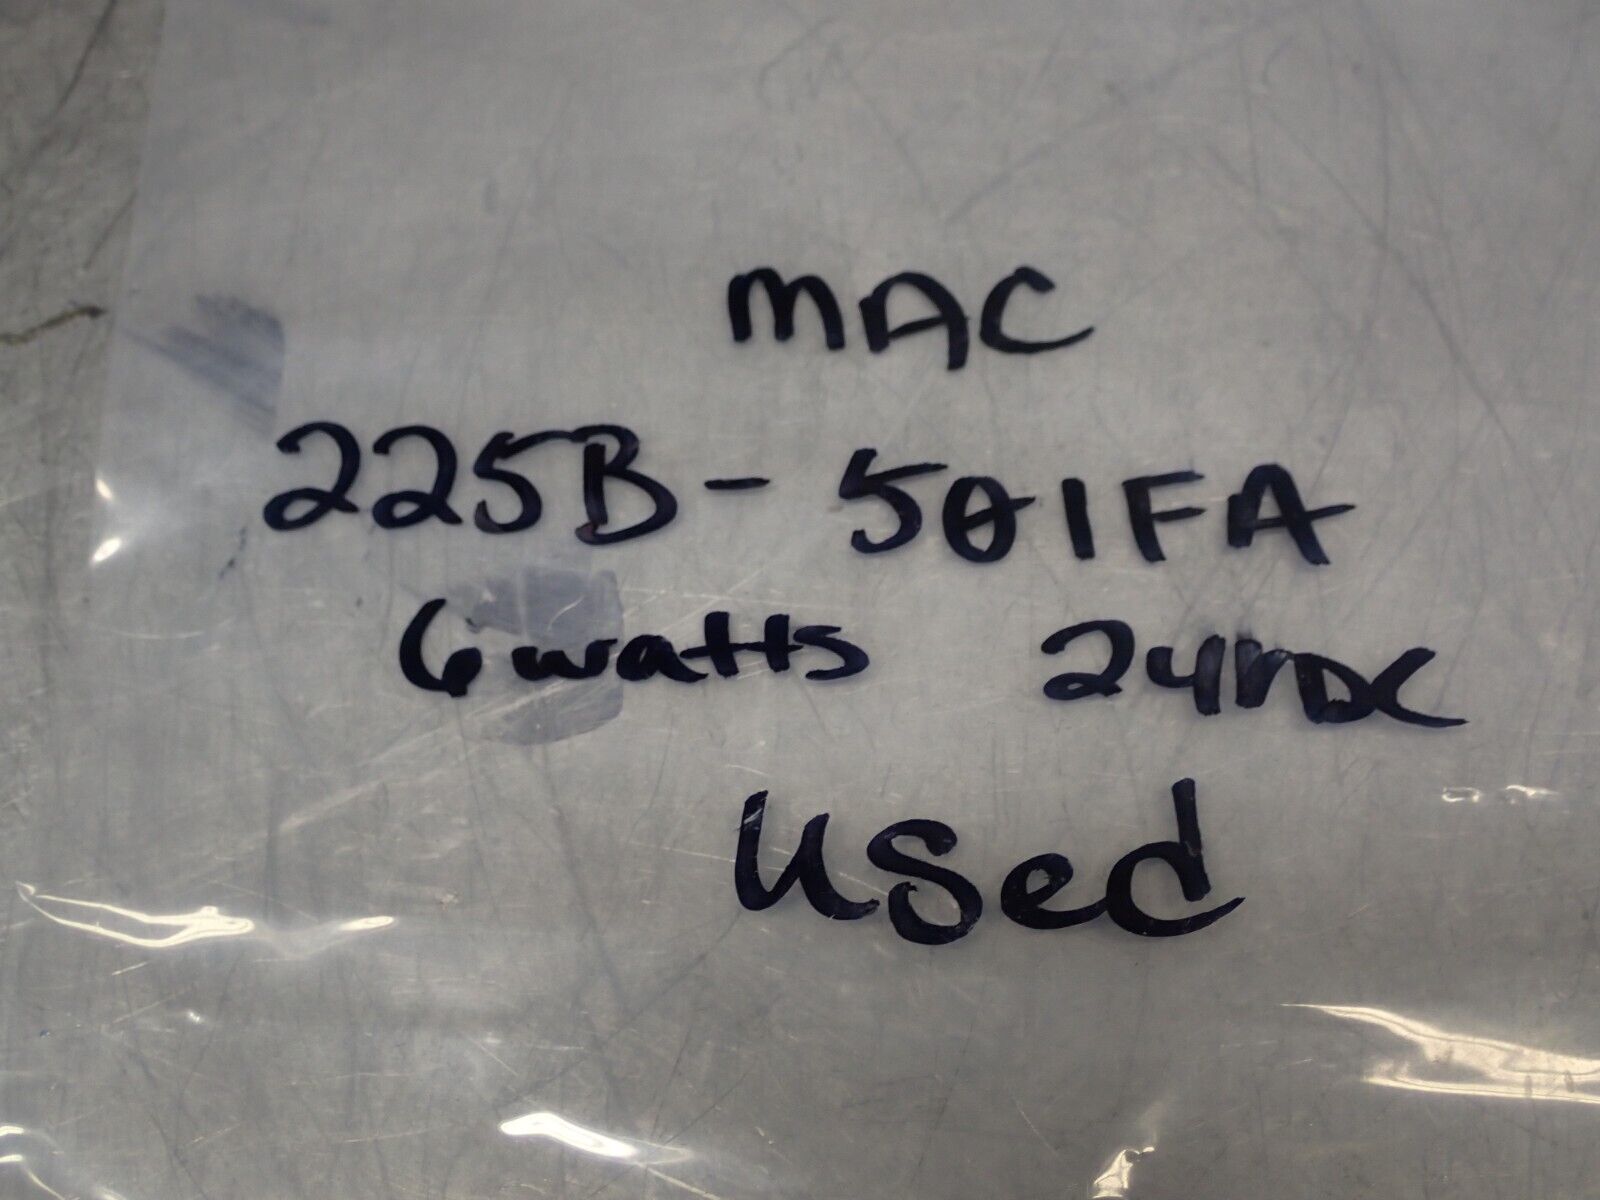 MAC
225B-501FA
6 watts 24VDC
Used